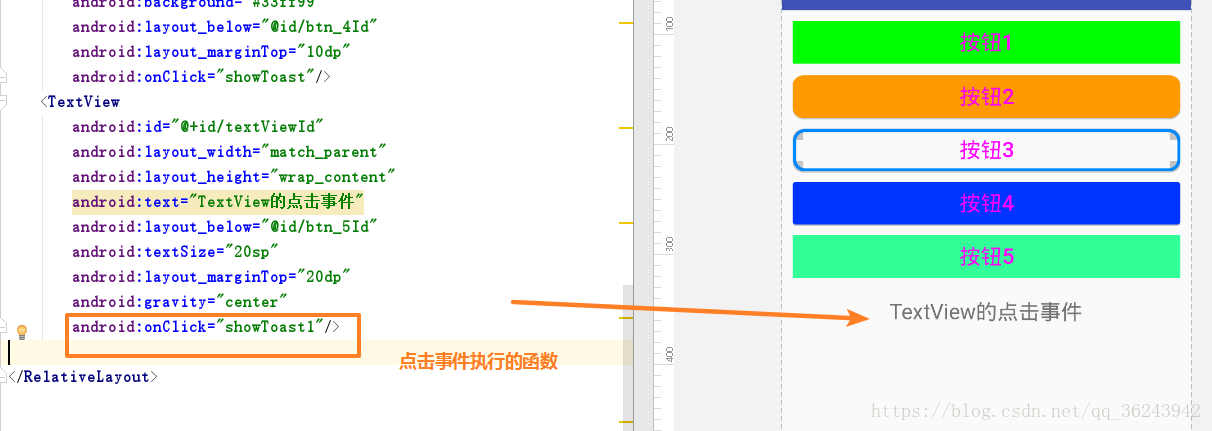 android:background="#33ff99"
android:layout_below="@id/btn_4Id"
android:layout_marginTop="10dp"
android:onClick="showToast"/>
<TextView
android:id="@+id/textViewId"
android:layout_width="match_parent"
android:layout_height="wrap_content"
android:text="TextView的点击事件"
android:layout_below="@id/btn_5Id"
android:textSize="20sp"
android:layout_marginTop="20dp"
android:gravity="center"
android:onClick="showToast1"/>
点击事件执行的函数
</RelativeLayout>
100
200
300
400
按钮1
按钮2
按钮3
按钮4
按钮5
TextView的点击事件
https://blog.csdn.net/qq_36243942